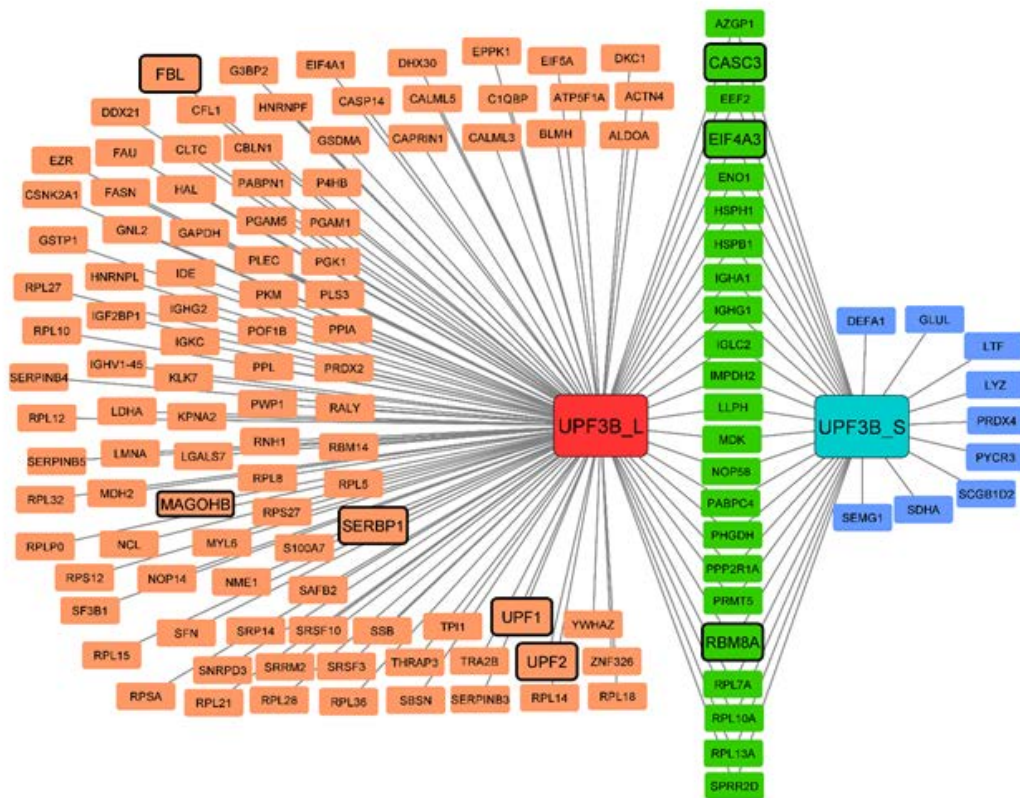 FBL
G3BP2
EIF4A1
DHX30
EPPK1
EIF5A
DKC1
DDX21
CFL1
HNRNPF
CASP14
CALML5
C1QBP
ATP5F1A
ACTN4
EZR
FAU
CLTC
CBLN1
GSDMA
CAPRIN1
CALML3
BLMH
ALDOA
CSNK2A1
FASN
HAL
PABPN1
P4HB
GSTP1
GNL2
GAPDH
PGAM5
PGAM1
RPL27
HNRNPL
IDE
PLEC
PGK1
RPL10
IGF2BP1
IGHG2
PKM
PLS3
SERPINB4
IGHV1-45
IGKC
POF1B
PPIA
KLK7
PPL
PRDX2
RPL12
LDHA
KPNA2
PWP1
RALY
SERPINB5
LMNA
LGALS7
RNH1
RBM14
RPL32
MDH2
MAGOHB
RPL8
RPL5
RPLP0
NCL
MYL6
RPS27
SERBP1
RPS12
NOP14
NME1
S100A7
SF3B1
SAFB2
RPL15
SFN
SRP14
SRSF10
SSB
TPI1
UPF1
YWHAZ
RPSA
SNRPD3
SRRM2
SRSF3
THRAP3
TRA2B
UPF2
ZNF326
RPL21
RPL28
RPL36
SBSN
SERPINB3
RPL14
RPL18
UPF3B_L
AZGP1
CASC3
EEF2
EIF4A3
ENO1
HSPH1
HSPB1
IGHA1
IGHG1
IGLC2
IMPDH2
LLPH
MDK
NOP58
PABPC4
PHGDH
PPP2R1A
PRMT5
RBM8A
RPL7A
RPL10A
RPL13A
SPRR2D
UPF3B_S
DEFA1
GLUL
LTF
LYZ
PRDX4
PYCR3
SCGB1D2
SDHA
SEMG1